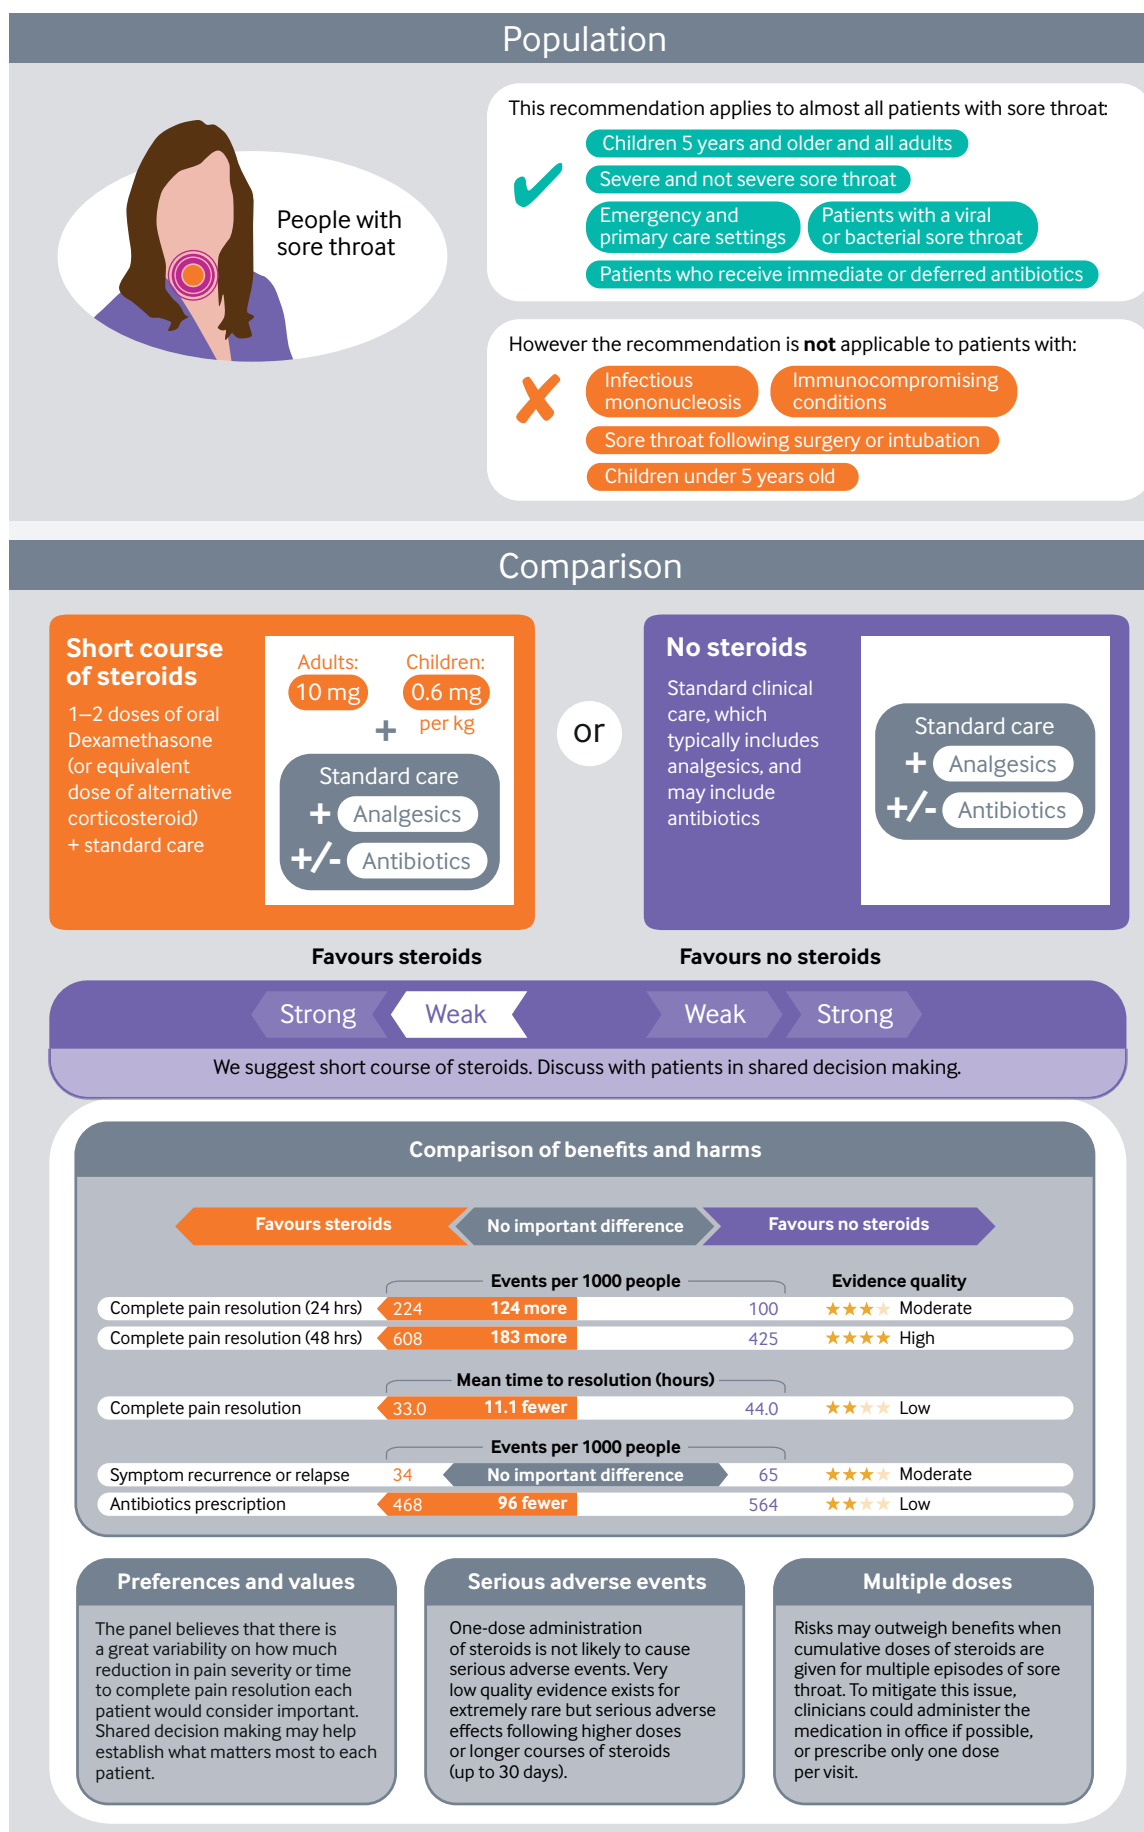 Population
People with
sore throat
This recommendation applies to almost all patients with sore throat:
Children 5 years and older and all adults
Severe and not severe sore throat
Emergency and
primary care settings
Patients with a viral
or bacterial sore throat
Patients who receive immediate or deferred antibiotics
However the recommendation is not applicable to patients with:
Infectious
mononucleosis
Immunocompromising
conditions
Sore throat following surgery or intubation
Children under 5 years old
Comparison
Short course
of steroids
1–2 doses of oral
Dexamethasone
(or equivalent
dose of alternative
corticosteroid)
+ standard care
Adults:
10 mg
Children:
0.6 mg
per kg
+
Standard care
+ Analgesics
+/- Antibiotics
or
No steroids
Standard clinical
care, which
typically includes
analgesics, and
may include
antibiotics
Standard care
+ Analgesics
+/- Antibiotics
Favours steroids
Favours no steroids
Strong Weak Weak Strong
We suggest short course of steroids. Discuss with patients in shared decision making.
Comparison of benefits and harms
Favours steroids No important difference Favours no steroids
Events per 1000 people Evidence quality
Complete pain resolution (24 hrs) 224 124 more 100 ★★★★ Moderate
Complete pain resolution (48 hrs) 608 183 more 425 ★★★★ High
Mean time to resolution (hours)
Complete pain resolution 33.0 11.1 fewer 44.0 ★★★★ Low
Events per 1000 people
Symptom recurrence or relapse 34 No important difference 65 ★★★★ Moderate
Antibiotics prescription 468 96 fewer 564 ★★★★ Low
Preferences and values
The panel believes that there is
a great variability on how much
reduction in pain severity or time
to complete pain resolution each
patient would consider important.
Shared decision making may help
establish what matters most to each
patient.
Serious adverse events
One-dose administration
of steroids is not likely to cause
serious adverse events. Very
low quality evidence exists for
extremely rare but serious adverse
effects following higher doses
or longer courses of steroids
(up to 30 days).
Multiple doses
Risks may outweigh benefits when
cumulative doses of steroids are
given for multiple episodes of sore
throat. To mitigate this issue,
clinicians could administer the
medication in office if possible,
or prescribe only one dose
per visit.